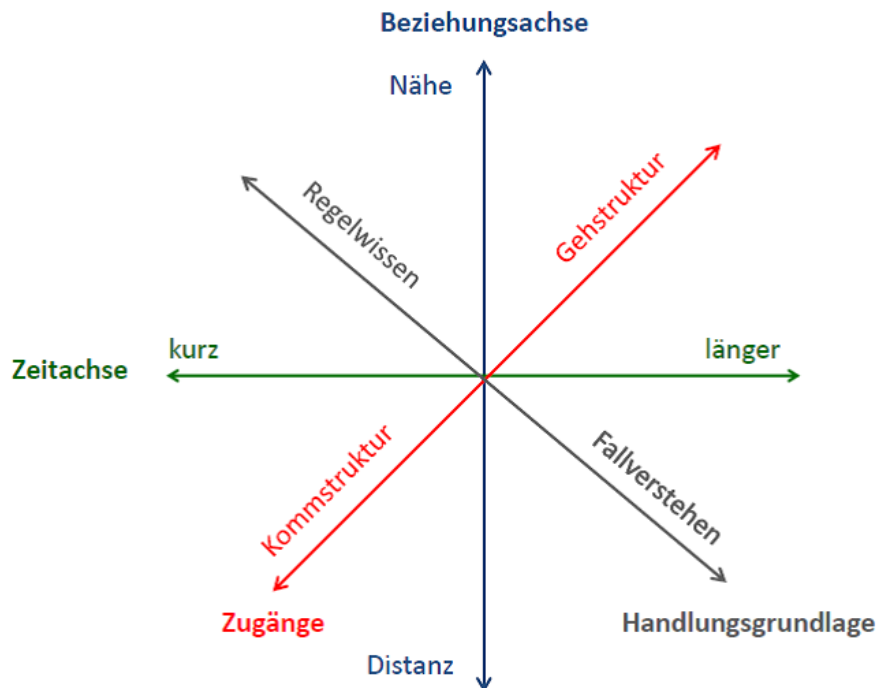 Beziehungsachse
Nähe
Gehstruktur
Regelwissen
kurz
länger
Zeitachse
Kommstruktur
Fallverstehen
Zugänge
Handlungsgrundlage
Distanz